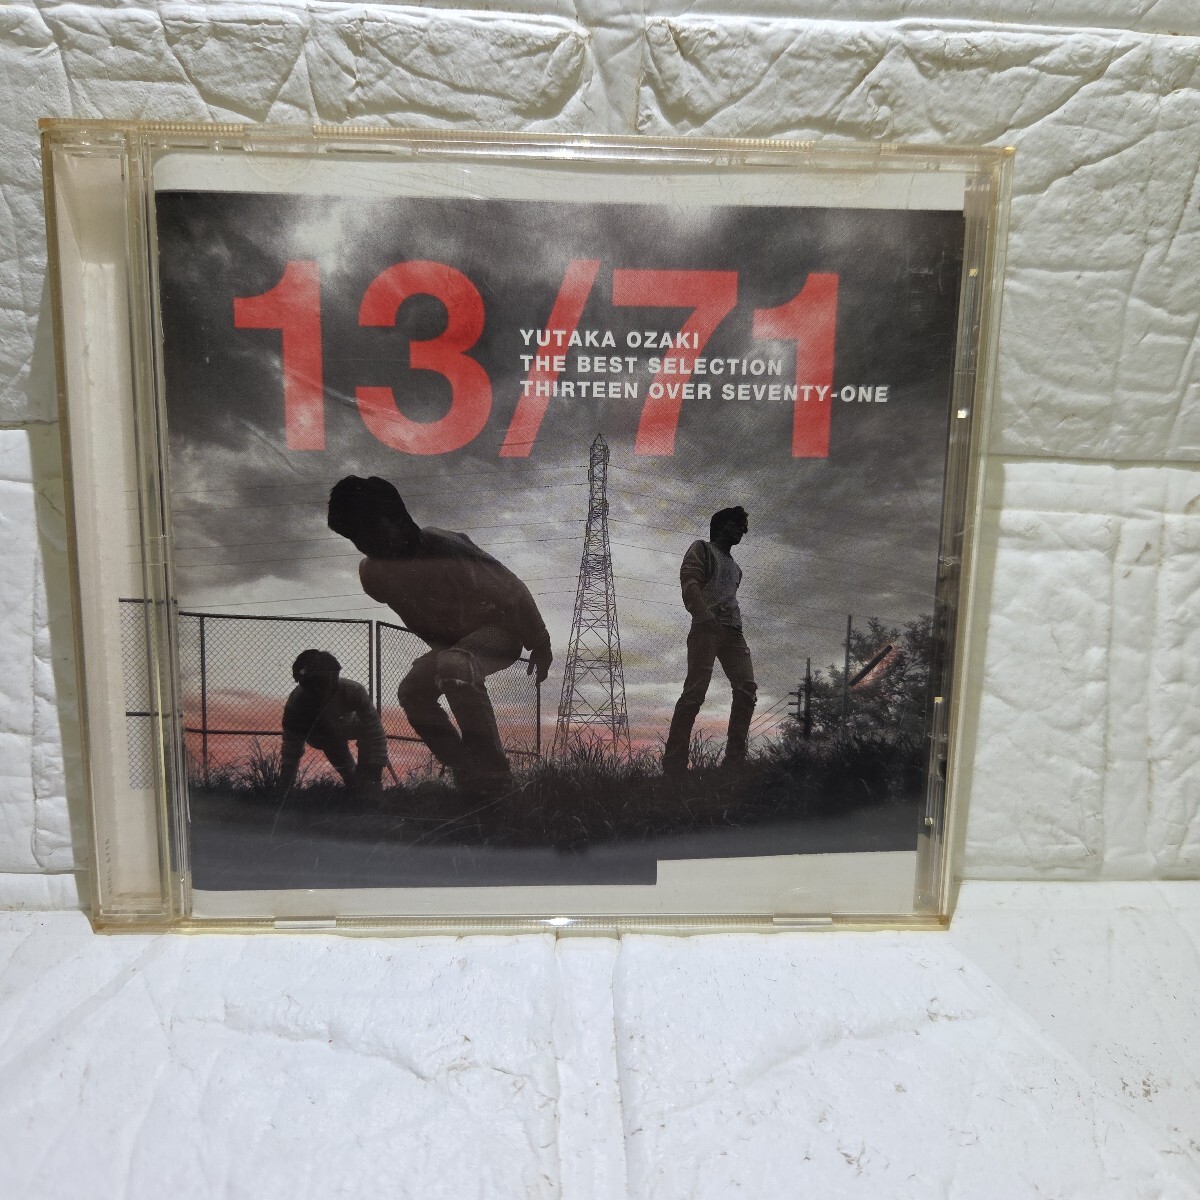 13/71
YUTAKA OZAKI
THE BEST SELECTION
THIRTEEN OVER SEVENTY-ONE